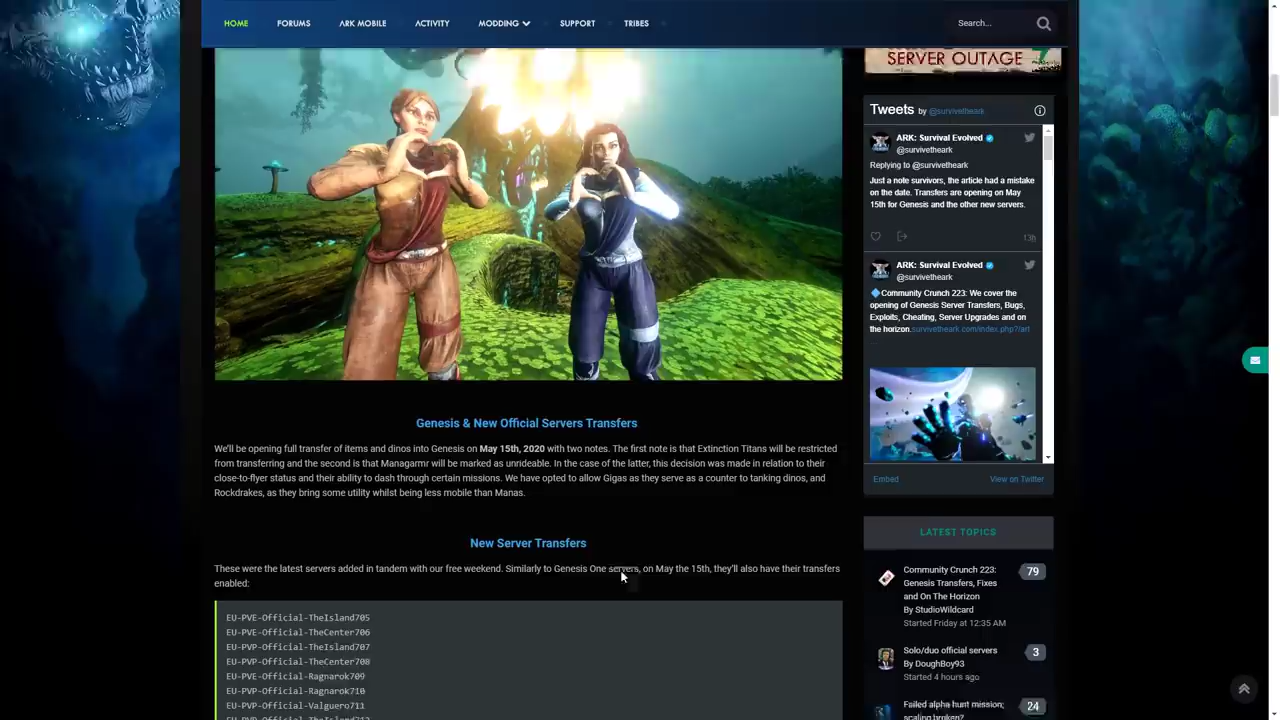 HOME
FORUMS
ARK MOBILE
ACTIVITY
MODDING
SUPPORT
TRIBES
Search...
SERVER OUTAGE
Tweets by @survivetheark
ARK: Survival Evolved
@survivetheark
Replying to @survivetheark
Just a note survivors, the article had a mistake
on the date. Transfers are opening on May
15th for Genesis and the other new servers.
13h
ARK: Survival Evolved
@survivetheark
Community Crunch 223: We cover the
opening of Genesis Server Transfers, Bugs,
Exploits, Cheating, Server Upgrades and on
the horizon.survivetheark.com/index.php?/art
...
Embed
View on Twitter
Genesis & New Official Servers Transfers
We'll be opening full transfer of items and dinos into Genesis on May 15th, 2020 with two notes. The first note is that Extinction Titans will be restricted
from transferring and the second is that Managarmr will be marked as unrideable. In the case of the latter, this decision was made in relation to their
close-to-flyer status and their ability to dash through certain missions. We have opted to allow Gigas as they serve as a counter to tanking dinos, and
Rockdrakes, as they bring some utility whilst being less mobile than Manas.
New Server Transfers
These were the latest servers added in tandem with our free weekend. Similarly to Genesis One servers, on May the 15th, they'll also have their transfers
enabled:
EU-PVE-Official-TheIsland705
EU-PVE-Official-TheCenter706
EU-PVP-Official-TheIsland707
EU-PVP-Official-TheCenter708
EU-PVE-Official-Ragnarok709
EU-PVP-Official-Ragnarok710
EU-PVP-Official-Valguero711
LATEST TOPICS
Community Crunch 223:
Genesis Transfers, Fixes
and On The Horizon
By StudioWildcard
Started Friday at 12:35 AM
79
Solo/duo official servers
By DoughBoy93
Started 4 hours ago
3
Failed alpha hunt mission;
scaling broken?
24